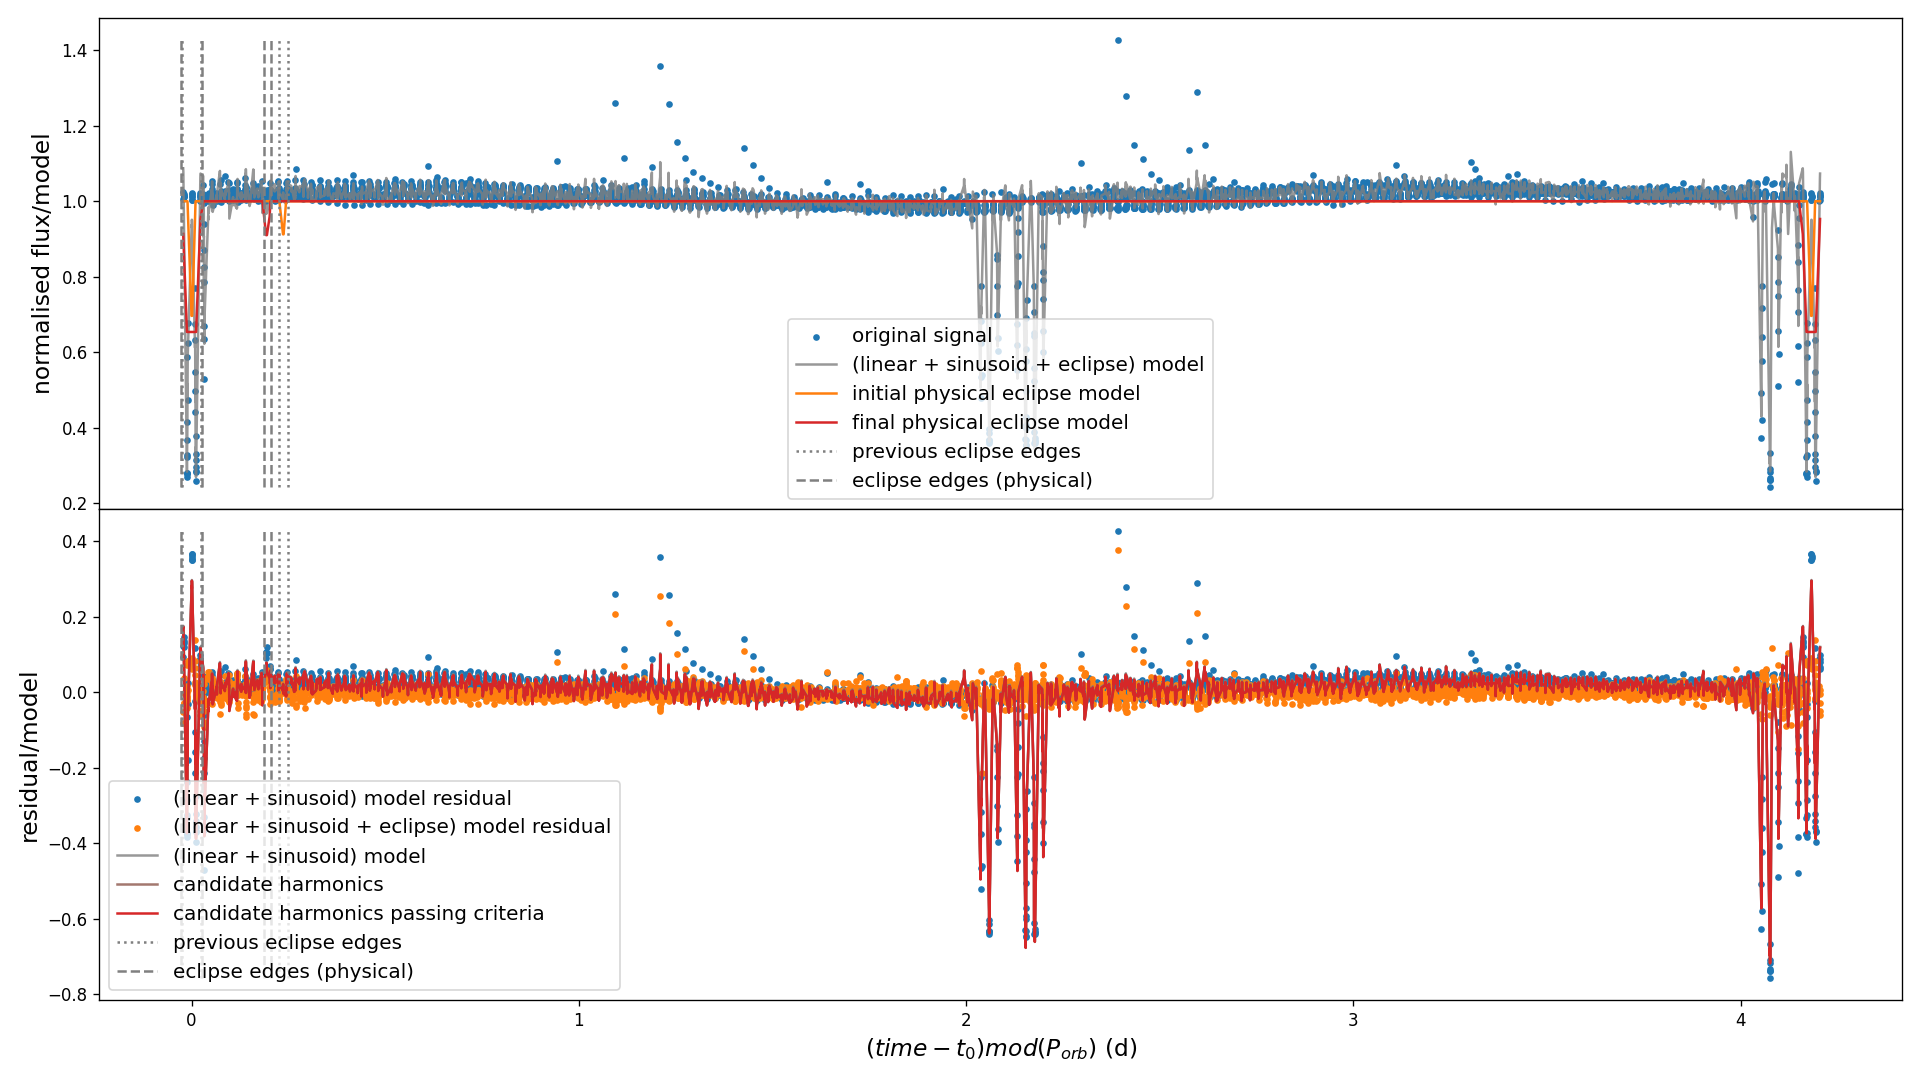 normalised flux/model
1.4
1.2
1.0
0.8
0.6
0.4
0.2
original signal
(linear + sinusoid + eclipse) model
initial physical eclipse model
final physical eclipse model
previous eclipse edges
eclipse edges (physical)
residual/model
0.4
0.2
0.0
−0.2
−0.4
−0.6
−0.8
(linear + sinusoid) model residual
(linear + sinusoid + eclipse) model residual
(linear + sinusoid) model
candidate harmonics
candidate harmonics passing criteria
previous eclipse edges
eclipse edges (physical)
0 1 2 3 4
(time − t₀)mod(Pₒᵣb) (d)